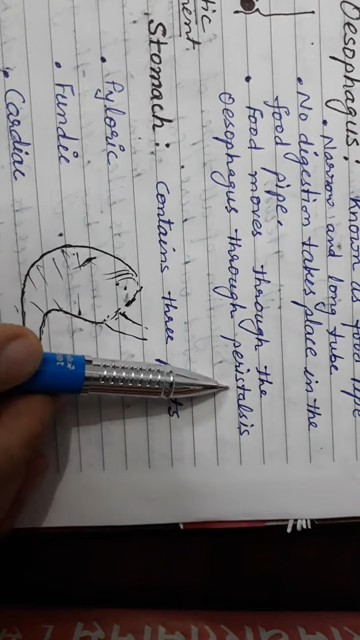 Oesophagus: Known as food
• Narrow and long tube
• No digestion takes place in the
food pipe.
• Food moves through the
Oesophagus through peristalsis
Stomach: contains three
• Pyloric
• Fundic
• Cardiac